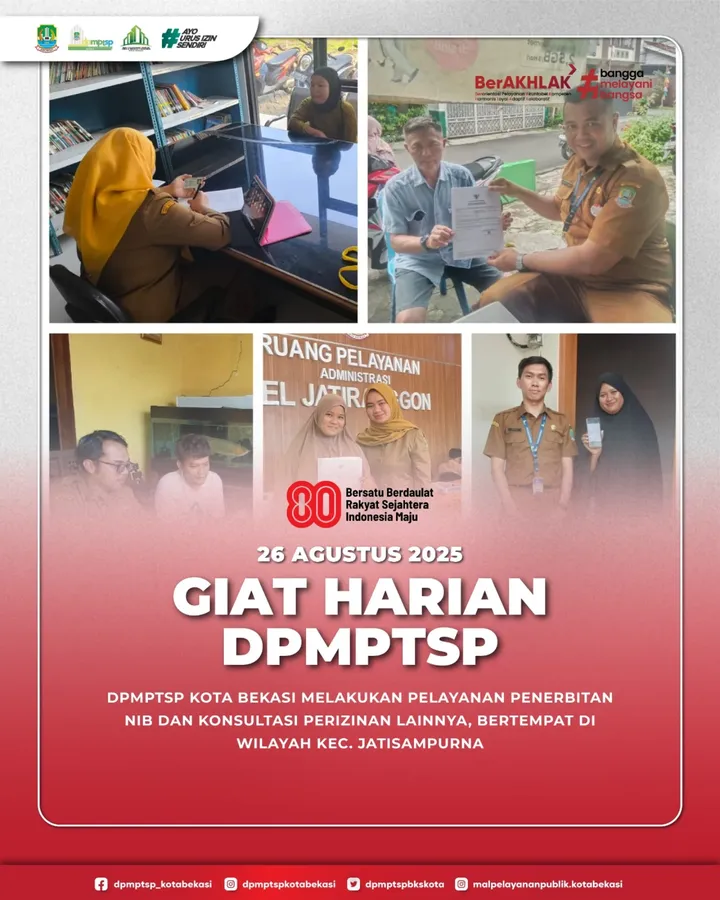 dpmptsp
#AYO
URUS IZIN
SENDIRI
BerAKHLAK
#bangga
melayani
bangsa
RUANG PELAYANAN
ADMINISTRASI
80
Bersatu Berdaulat
Rakyat Sejahtera
Indonesia Maju
26 AGUSTUS 2025
GIAT HARIAN
DPMPTSP
DPMPTSP KOTA BEKASI MELAKUKAN PELAYANAN PENERBITAN
NIB DAN KONSULTASI PERIZINAN LAINNYA, BERTEMPAT DI
WILAYAH KEC. JATISAMPURNA
dpmptsp_kotabekasi
dpmptspkotabekasi
dpmptspbkskota
malpelayananpublik.kotabekasi